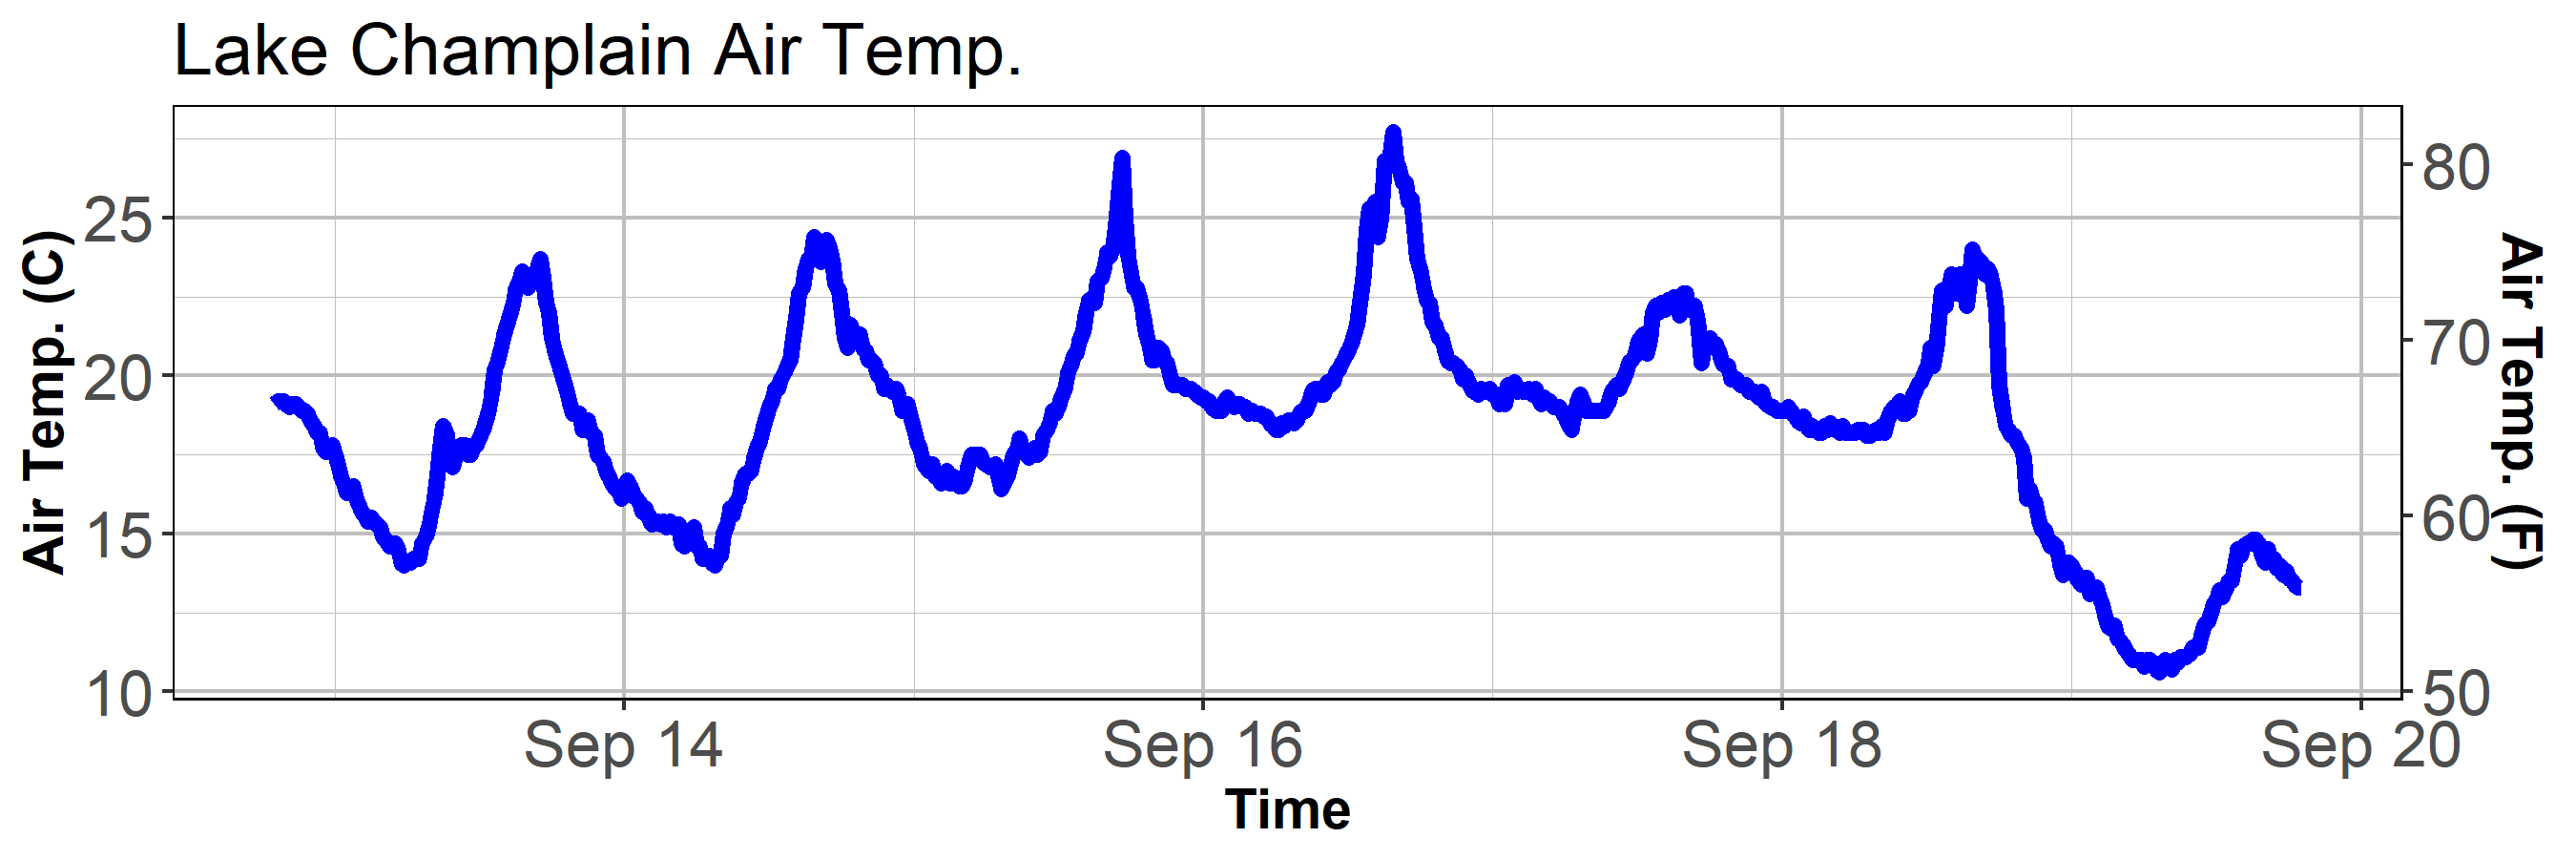 Lake Champlain Air Temp.
Air Temp. (C)
25
20
15
10
80
70
60
50
Air Temp. (F)
Sep 14 Sep 16 Sep 18 Sep 20
Time